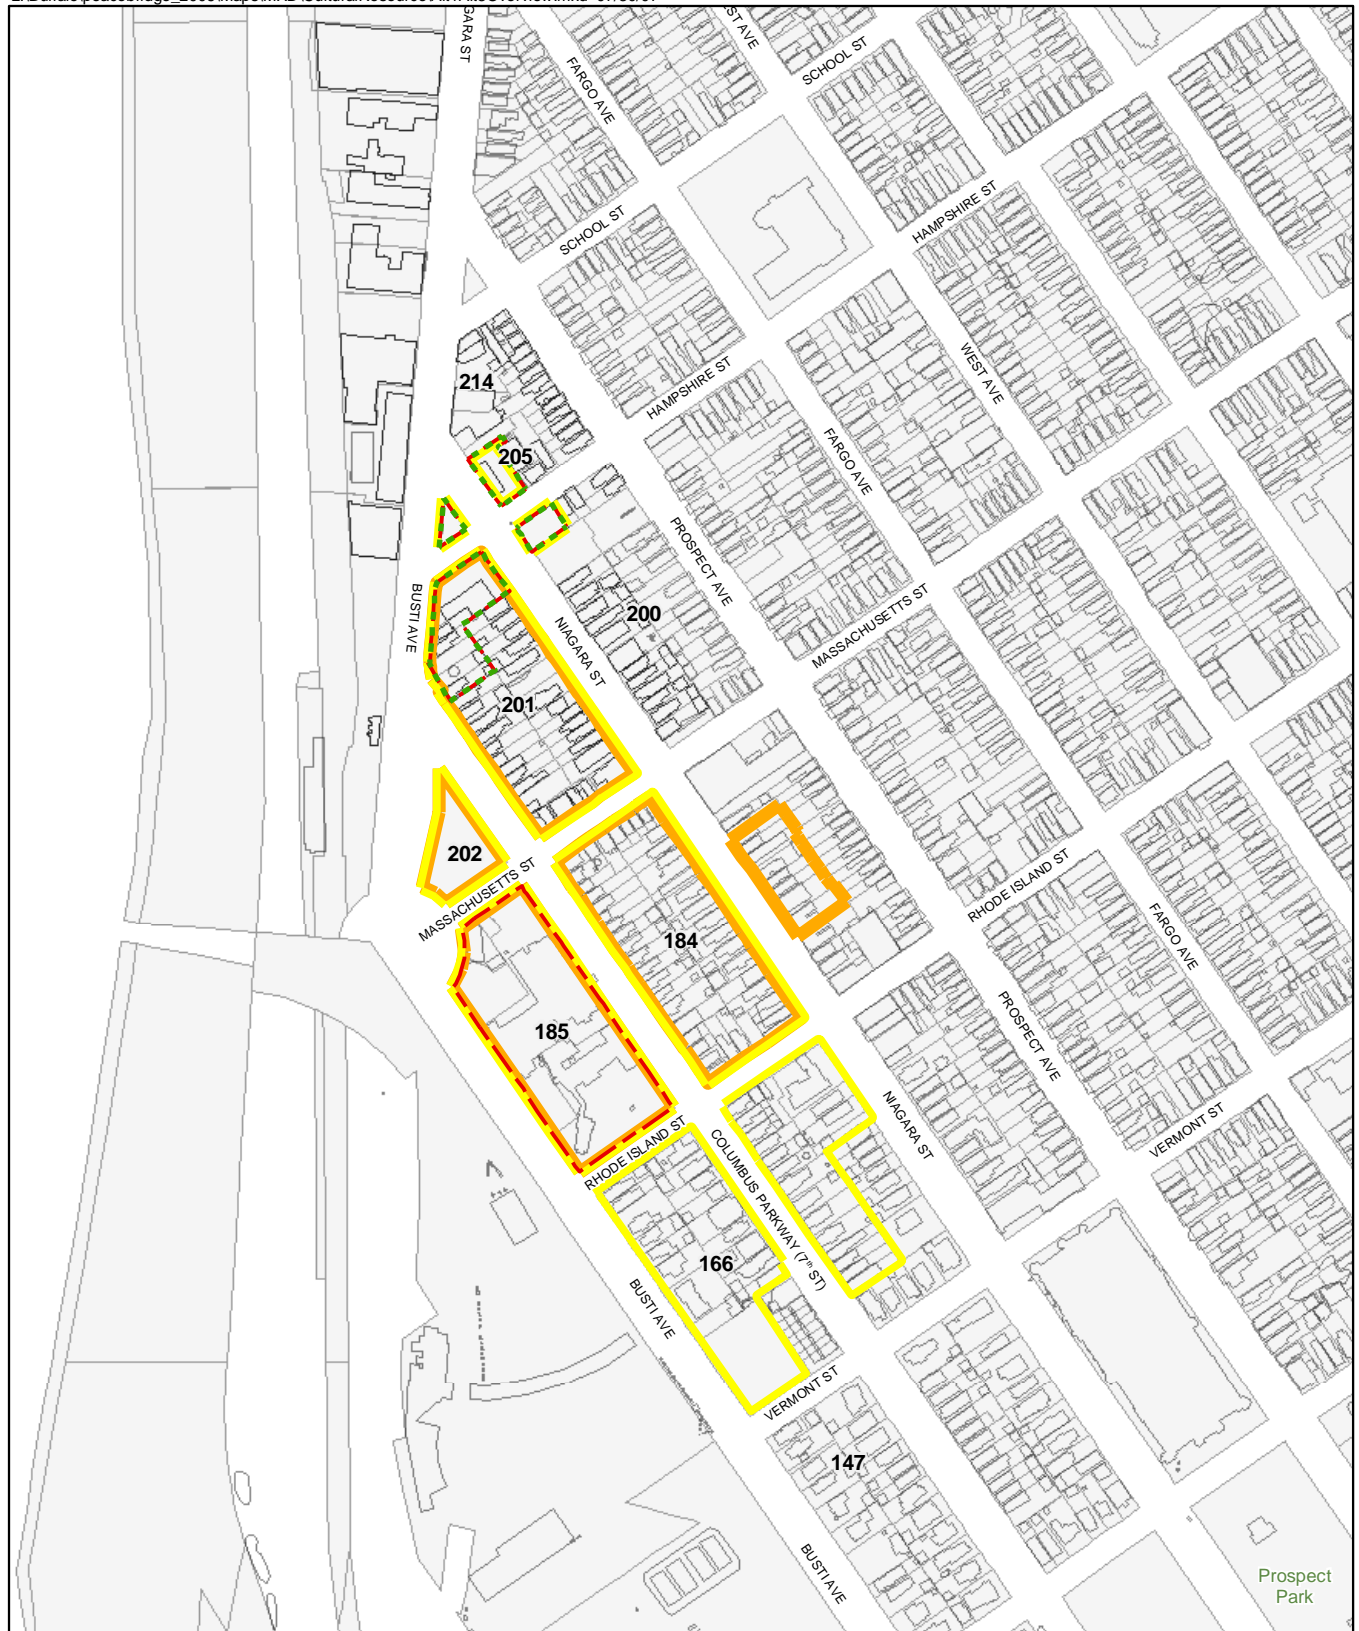 GARA ST
ST AVE
SCHOOL ST
FARGO AVE
HAMPSHIRE ST
SCHOOL ST
WEST AVE
HAMPSHIRE ST
214
FARGO AVE
205
PROSPECT AVE
BUSTI AVE
200
MASSACHUSETTS ST
NIAGARA ST
201
202
MASSACHUSETTS ST
RHODE ISLAND ST
184
FARGO AVE
185
PROSPECT AVE
NIAGARA ST
VERMONT ST
RHODE ISLAND ST
COLUMBUS PARKWAY (7th ST)
166
BUSTI AVE
VERMONT ST
147
BUSTI AVE
Prospect
Park